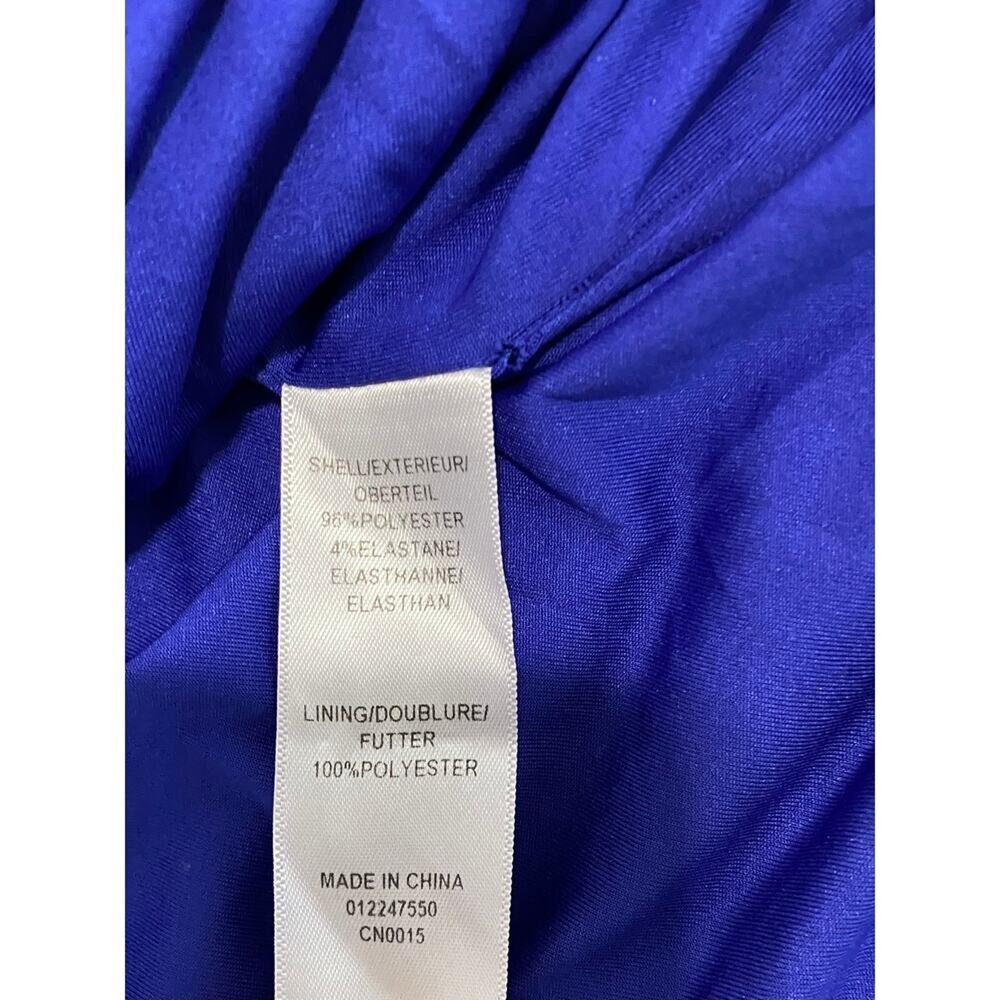 SHELL/EXTERIEUR/
OBERTEIL
96%POLYESTER
4%ELASTANE/
ELASTHANNE/
ELASTHAN
LINING/DOUBLURE/
FUTTER
100%POLYESTER
MADE IN CHINA
012247550
CN0015